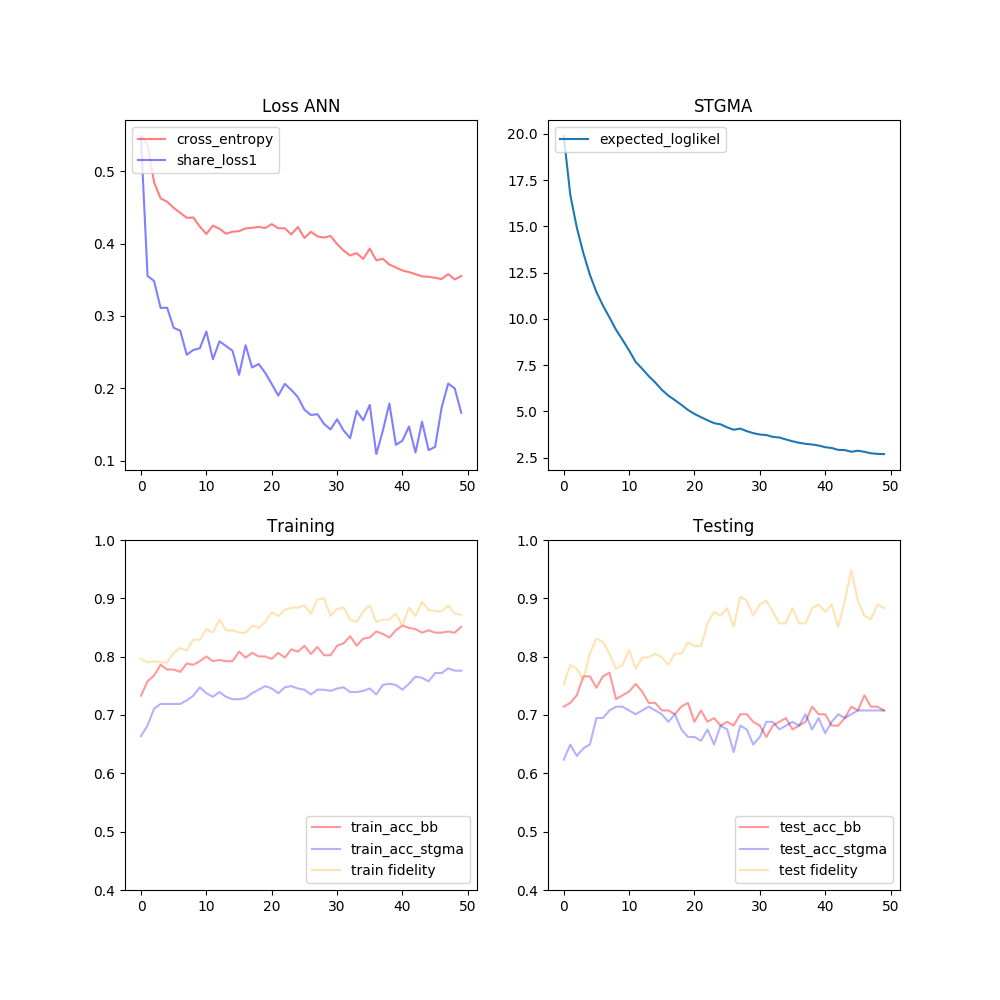 Loss ANN
cross_entropy
share_loss1
0.5
0.4
0.3
0.2
0.1
0 10 20 30 40 50
STGMA
expected_loglikel
20.0
17.5
15.0
12.5
10.0
7.5
5.0
2.5
0 10 20 30 40 50
Training
1.0
0.9
0.8
0.7
0.6
0.5
0.4
train_acc_bb
train_acc_stgma
train fidelity
0 10 20 30 40 50
Testing
1.0
0.9
0.8
0.7
0.6
0.5
0.4
test_acc_bb
test_acc_stgma
test fidelity
0 10 20 30 40 50